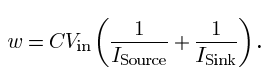 w = CV_in ( 1/I_Source + 1/I_Sink ).